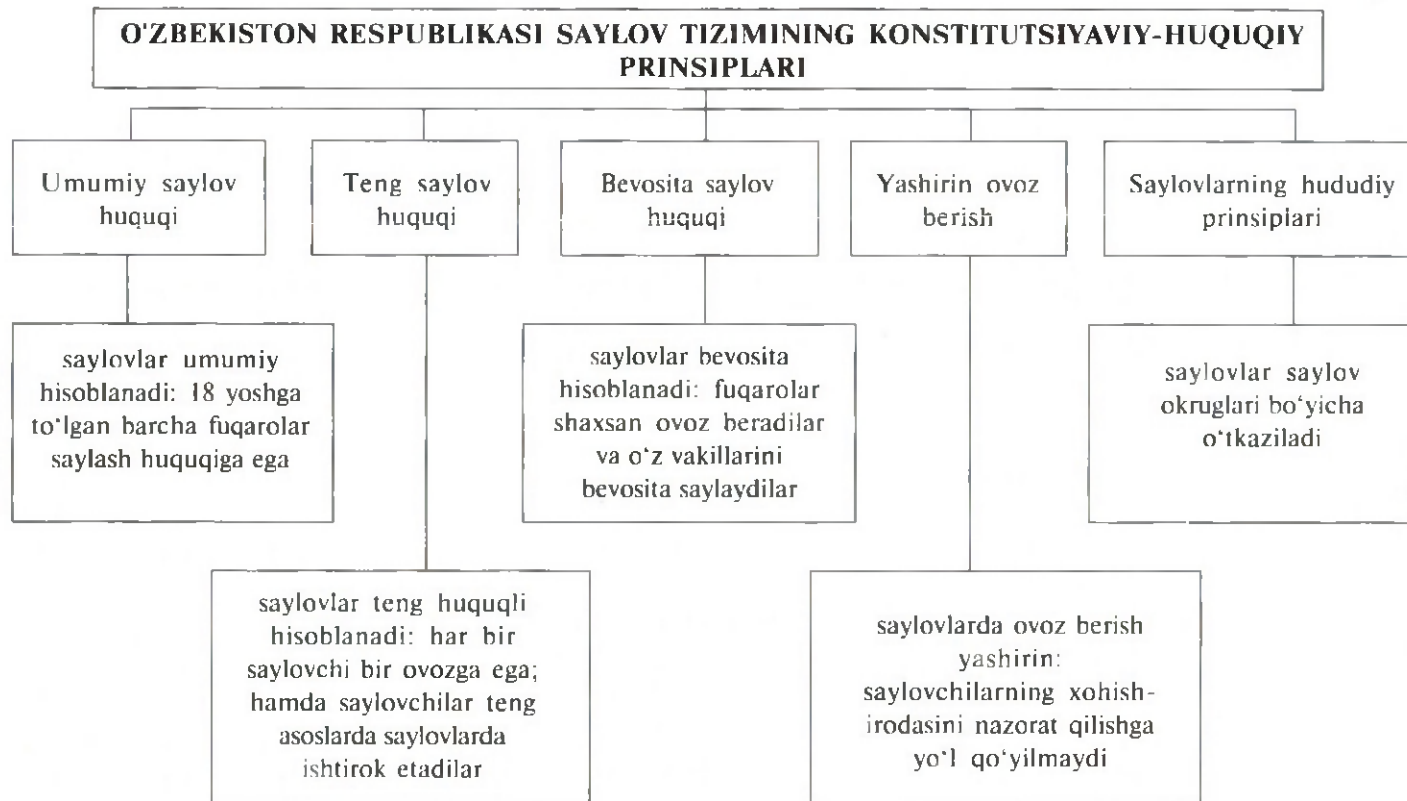 O'ZBEKISTON RESPUBLIKASI SAYLOV TIZIMINING KONSTITUTSIYAVIY-HUQUQIY
PRINSIPLARI
Umumiy saylov
huquqi
Teng saylov
huquqi
Bevosita saylov
huquqi
Yashirin ovoz
berish
Saylovlarning hududiy
prinsiplari
saylovlar umumiy
hisoblanadi: 18 yoshga
to‘lgan barcha fuqarolar
saylash huquqiga ega
saylovlar bevosita
hisoblanadi: fuqarolar
shaxsan ovoz beradilar
va o‘z vakillarini
bevosita saylaydilar
saylovlar saylov
okruglari bo‘yicha
o‘tkaziladi
saylovlar teng huquqli
hisoblanadi: har bir
saylovchi bir ovozga ega;
hamda saylovchilar teng
asoslarda saylovlarda
ishtirok etadilar
saylovlarda ovoz berish
yashirin:
saylovchilarning xohish-
irodasini nazorat qilishga
yo‘l qo‘yilmaydi